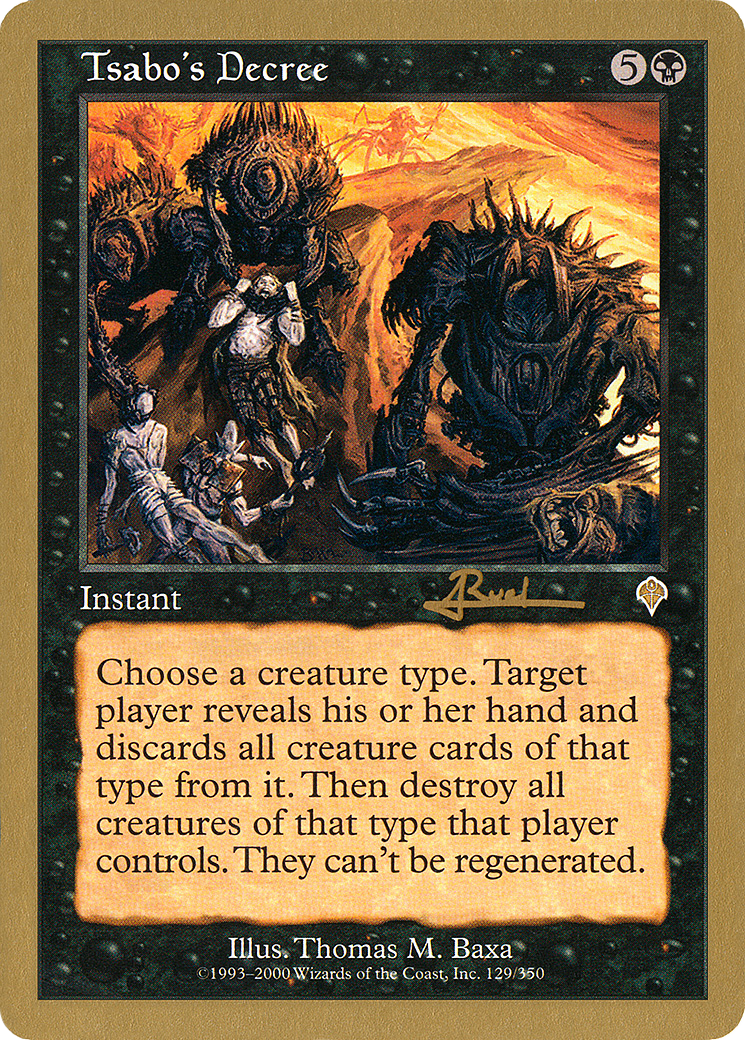 Tsabo's Decree 5
Instant
Ruel
Choose a creature type. Target
player reveals his or her hand and
discards all creature cards of that
type from it. Then destroy all
creatures of that type that player
controls. They can't be regenerated.
Illus. Thomas M. Baxa
©1993–2000 Wizards of the Coast, Inc. 129/350